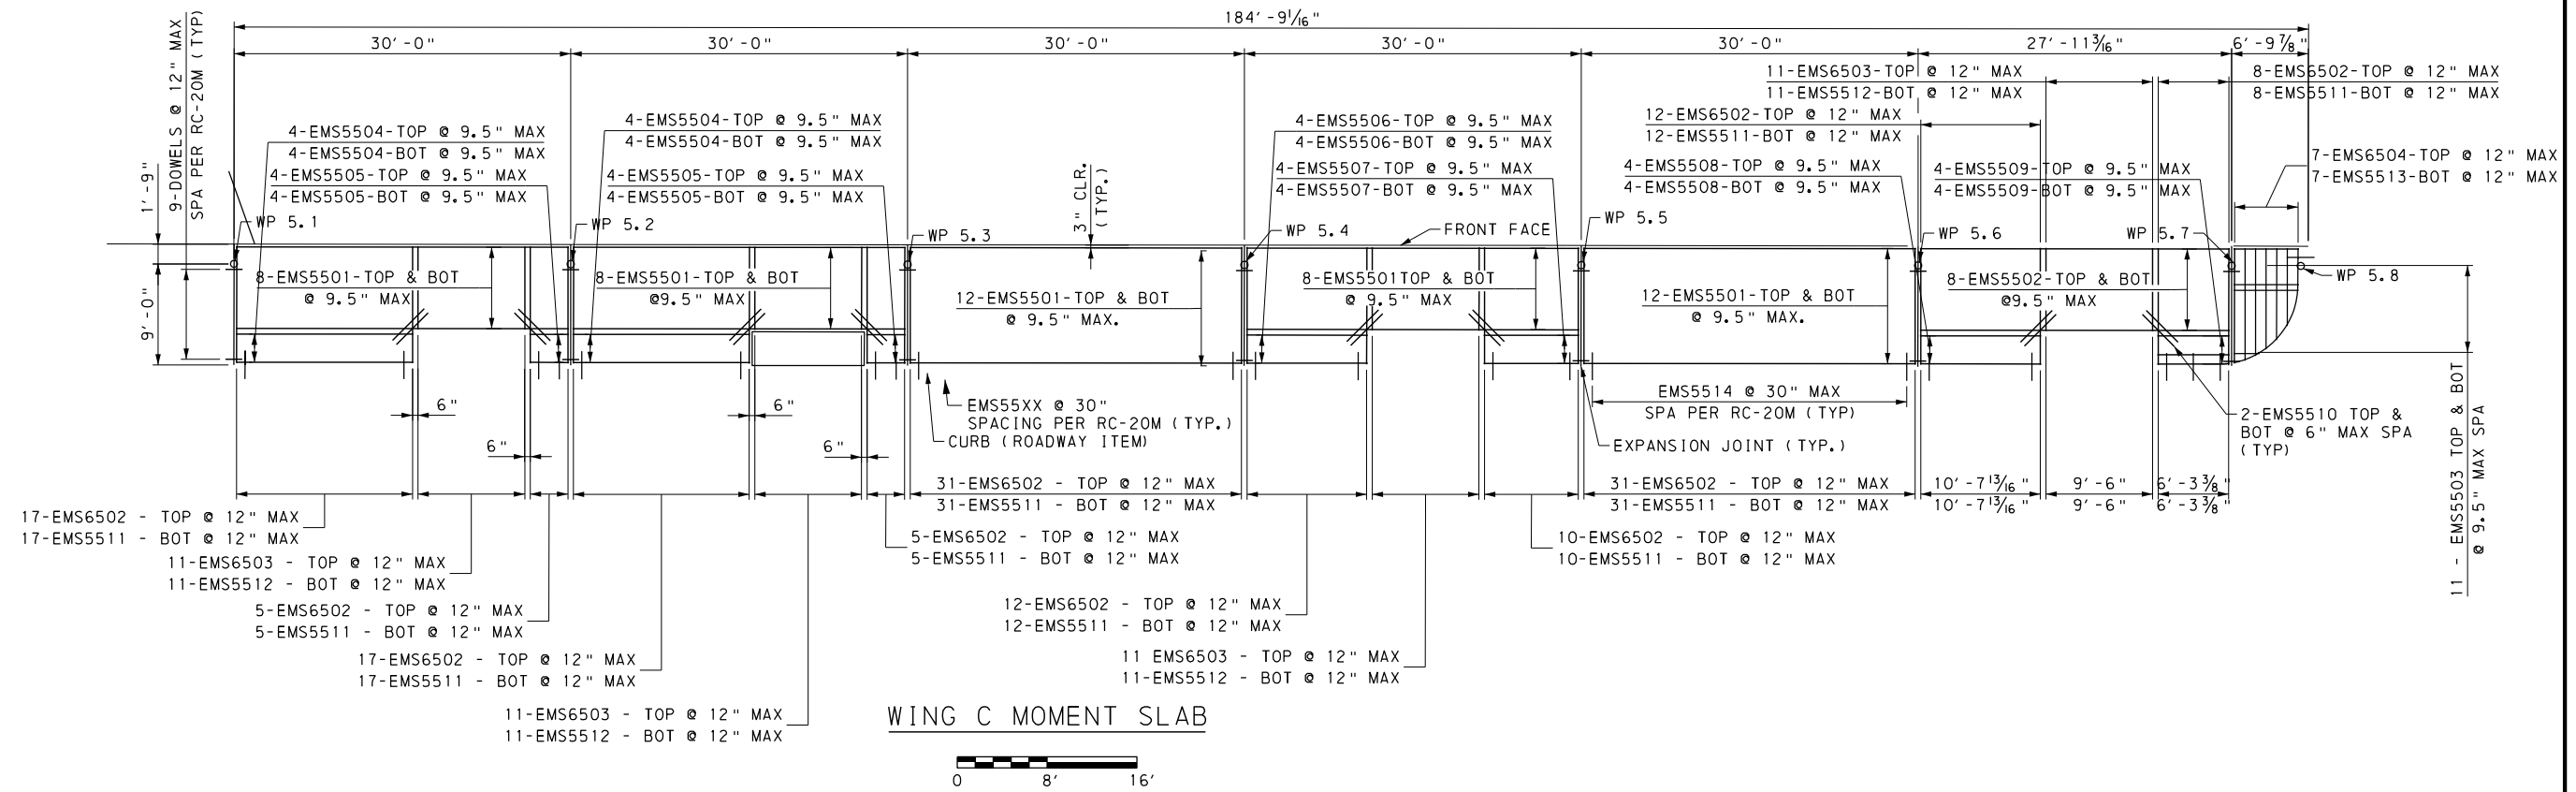 184'-9 1/16"
30'-0"
30'-0"
30'-0"
30'-0"
30'-0"
27'-11 3/16"
6'-9 7/8"
9-DOWELS @ 12" MAX
SPA PER RC-20M (TYP)
1'-9"
9'-0"
4-EMS5504-TOP @ 9.5" MAX
4-EMS5504-BOT @ 9.5" MAX
4-EMS5505-TOP @ 9.5" MAX
4-EMS5505-BOT @ 9.5" MAX
4-EMS5504-TOP @ 9.5" MAX
4-EMS5504-BOT @ 9.5" MAX
4-EMS5505-TOP @ 9.5" MAX
4-EMS5505-BOT @ 9.5" MAX
3" CLR.
(TYP.)
4-EMS5506-TOP @ 9.5" MAX
4-EMS5506-BOT @ 9.5" MAX
4-EMS5507-TOP @ 9.5" MAX
4-EMS5507-BOT @ 9.5" MAX
11-EMS6503-TOP @ 12" MAX
11-EMS5512-BOT @ 12" MAX
12-EMS6502-TOP @ 12" MAX
12-EMS5511-BOT @ 12" MAX
4-EMS5508-TOP @ 9.5" MAX
4-EMS5508-BOT @ 9.5" MAX
8-EMS6502-TOP @ 12" MAX
8-EMS5511-BOT @ 12" MAX
4-EMS5509-TOP @ 9.5" MAX
4-EMS5509-BOT @ 9.5" MAX
7-EMS6504-TOP @ 12" MAX
7-EMS5513-BOT @ 12" MAX
WP 5.1
WP 5.2
WP 5.3
WP 5.4
FRONT FACE
WP 5.5
WP 5.6
WP 5.7
WP 5.8
8-EMS5501-TOP & BOT
@ 9.5" MAX
8-EMS5501-TOP & BOT
@9.5" MAX
12-EMS5501-TOP & BOT
@ 9.5" MAX.
8-EMS5501TOP & BOT
@ 9.5" MAX
12-EMS5501-TOP & BOT
@ 9.5" MAX.
8-EMS5502-TOP & BOT
@9.5" MAX
6"
6"
6"
6"
EMS55XX @ 30"
SPACING PER RC-20M (TYP.)
CURB (ROADWAY ITEM)
EMS5514 @ 30" MAX
SPA PER RC-20M (TYP)
EXPANSION JOINT (TYP.)
2-EMS5510 TOP &
BOT @ 6" MAX SPA
(TYP)
11 - EMS5503 TOP & BOT
@ 9.5" MAX SPA
31-EMS6502 - TOP @ 12" MAX
31-EMS5511 - BOT @ 12" MAX
31-EMS6502 - TOP @ 12" MAX
31-EMS5511 - BOT @ 12" MAX
10'-7 13/16"
10'-7 13/16"
9'-6"
9'-6"
6'-3 3/8"
6'-3 3/8"
17-EMS6502 - TOP @ 12" MAX
17-EMS5511 - BOT @ 12" MAX
11-EMS6503 - TOP @ 12" MAX
11-EMS5512 - BOT @ 12" MAX
5-EMS6502 - TOP @ 12" MAX
5-EMS5511 - BOT @ 12" MAX
17-EMS6502 - TOP @ 12" MAX
17-EMS5511 - BOT @ 12" MAX
11-EMS6503 - TOP @ 12" MAX
11-EMS5512 - BOT @ 12" MAX
5-EMS6502 - TOP @ 12" MAX
5-EMS5511 - BOT @ 12" MAX
12-EMS6502 - TOP @ 12" MAX
12-EMS5511 - BOT @ 12" MAX
11 EMS6503 - TOP @ 12" MAX
11-EMS5512 - BOT @ 12" MAX
10-EMS6502 - TOP @ 12" MAX
10-EMS5511 - BOT @ 12" MAX
WING C MOMENT SLAB
0 8' 16'